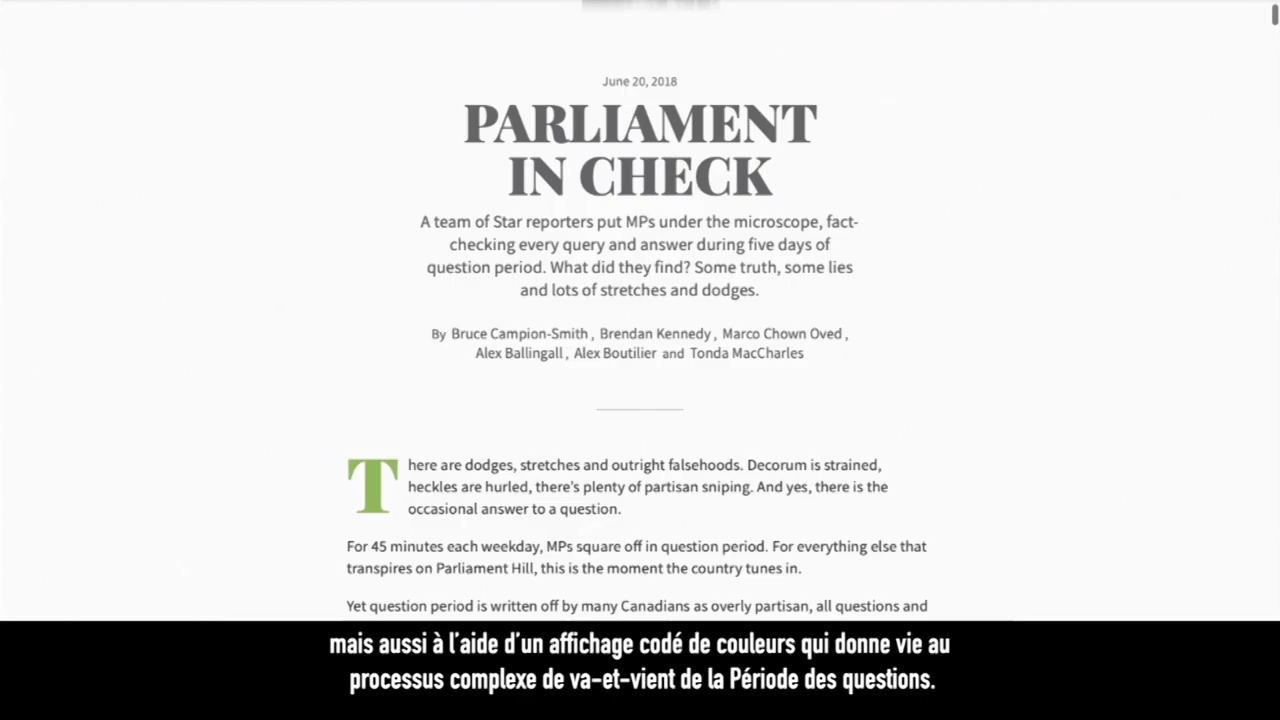 June 20, 2018
PARLIAMENT
IN CHECK
A team of Star reporters put MPs under the microscope, fact-
checking every query and answer during five days of
question period. What did they find? Some truth, some lies
and lots of stretches and dodges.
By Bruce Campion-Smith , Brendan Kennedy , Marco Chown Oved ,
Alex Ballingall , Alex Boutilier and Tonda MacCharles
There are dodges, stretches and outright falsehoods. Decorum is strained,
heckles are hurled, there's plenty of partisan sniping. And yes, there is the
occasional answer to a question.
For 45 minutes each weekday, MPs square off in question period. For everything else that
transpires on Parliament Hill, this is the moment the country tunes in.
Yet question period is written off by many Canadians as overly partisan, all questions and
mais aussi à l'aide d'un affichage codé de couleurs qui donne vie au
processus complexe de va-et-vient de la Période des questions.